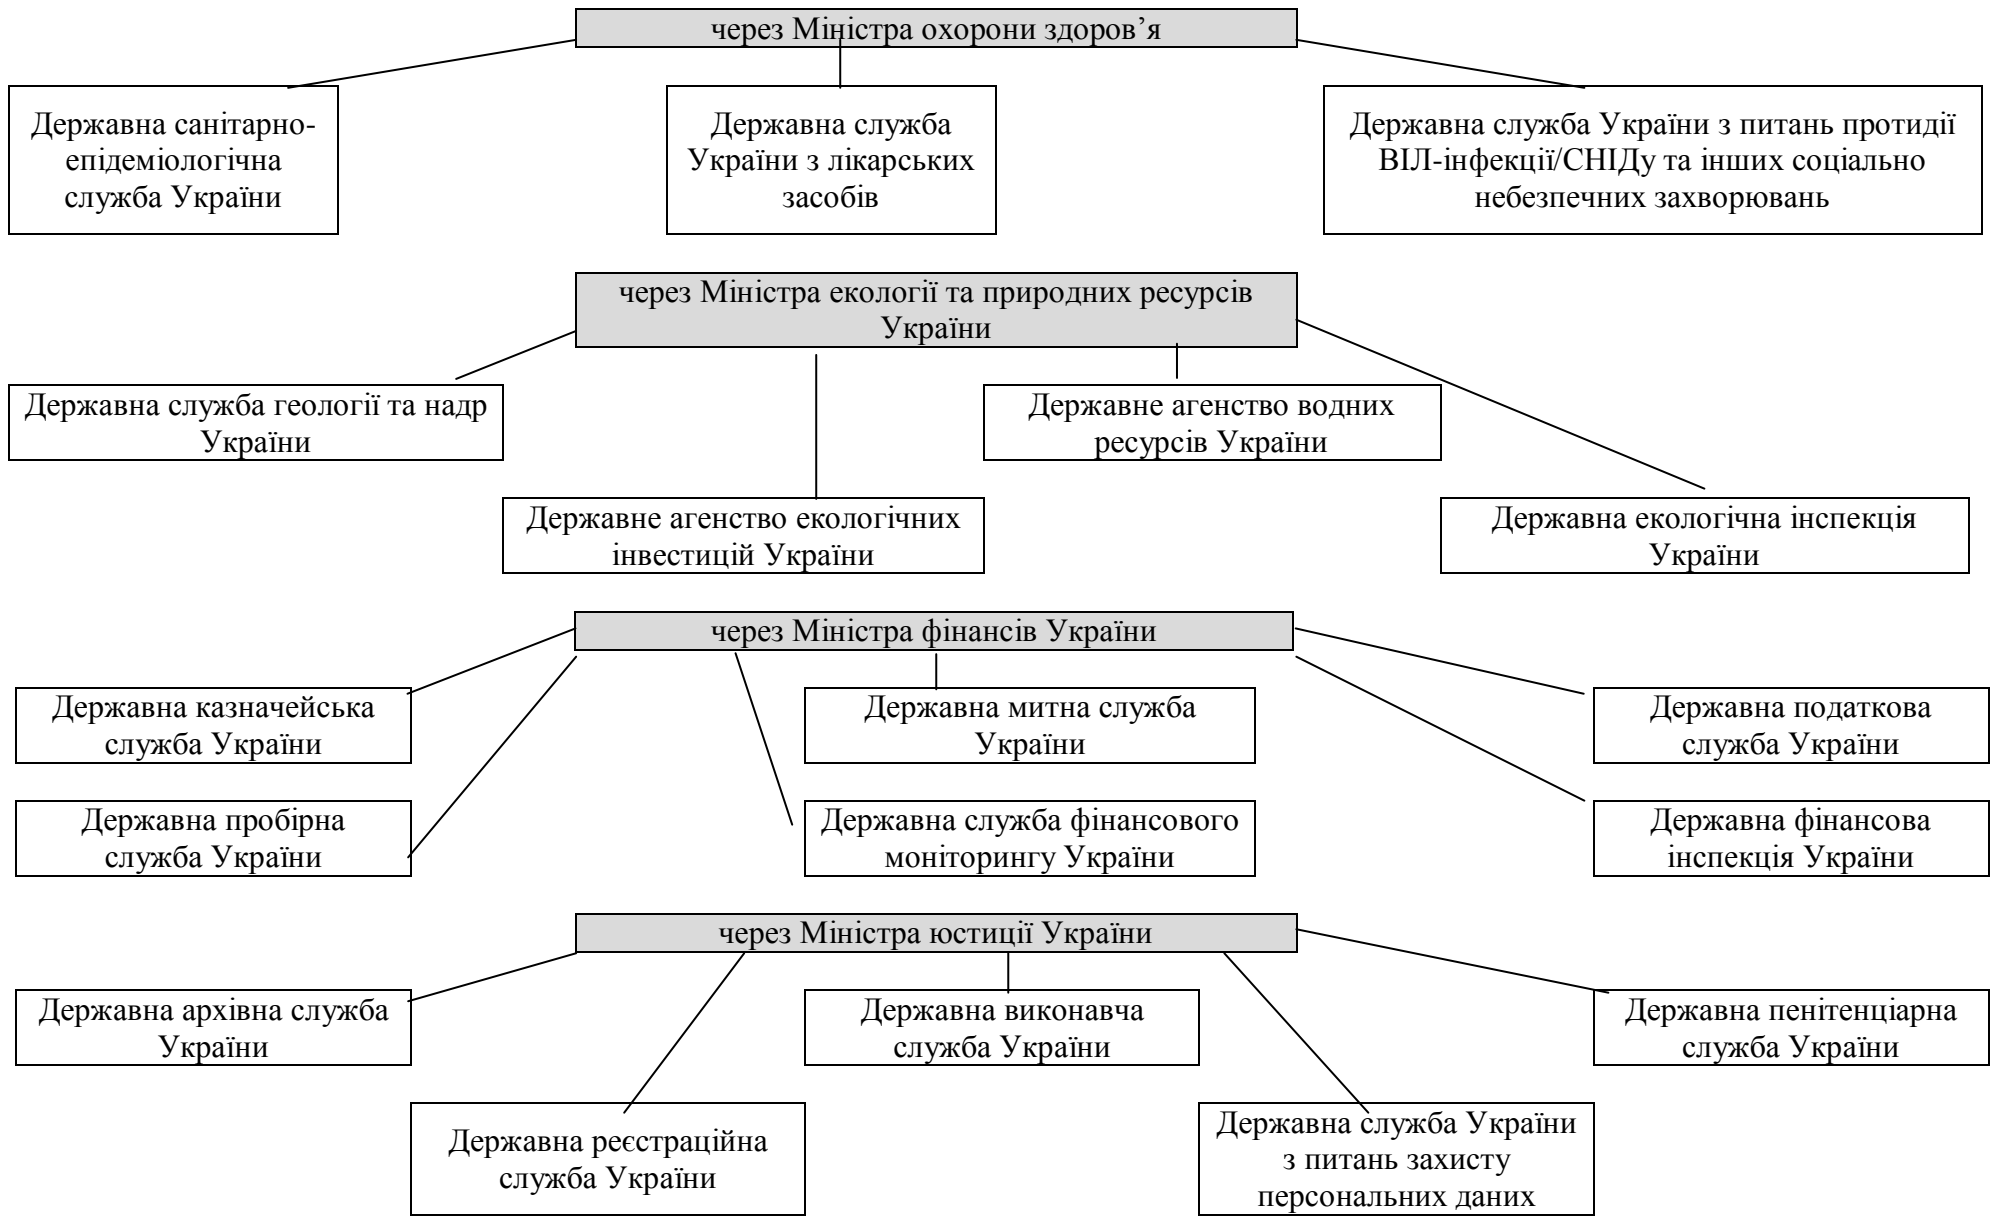 через Міністра охорони здоров’я
Державна санітарно-
епідеміологічна
служба України
Державна служба
України з лікарських
засобів
Державна служба України з питань протидії
ВІЛ-інфекції/СНІДу та інших соціально
небезпечних захворювань
через Міністра екології та природних ресурсів
України
Державна служба геології та надр
України
Державне агенство водних
ресурсів України
Державне агенство екологічних
інвестицій України
Державна екологічна інспекція
України
через Міністра фінансів України
Державна казначейська
служба України
Державна митна служба
України
Державна податкова
служба України
Державна пробірна
служба України
Державна служба фінансового
моніторингу України
Державна фінансова
інспекція України
через Міністра юстиції України
Державна архівна служба
України
Державна виконавча
служба України
Державна пенітенціарна
служба України
Державна реєстраційна
служба України
Державна служба України
з питань захисту
персональних даних